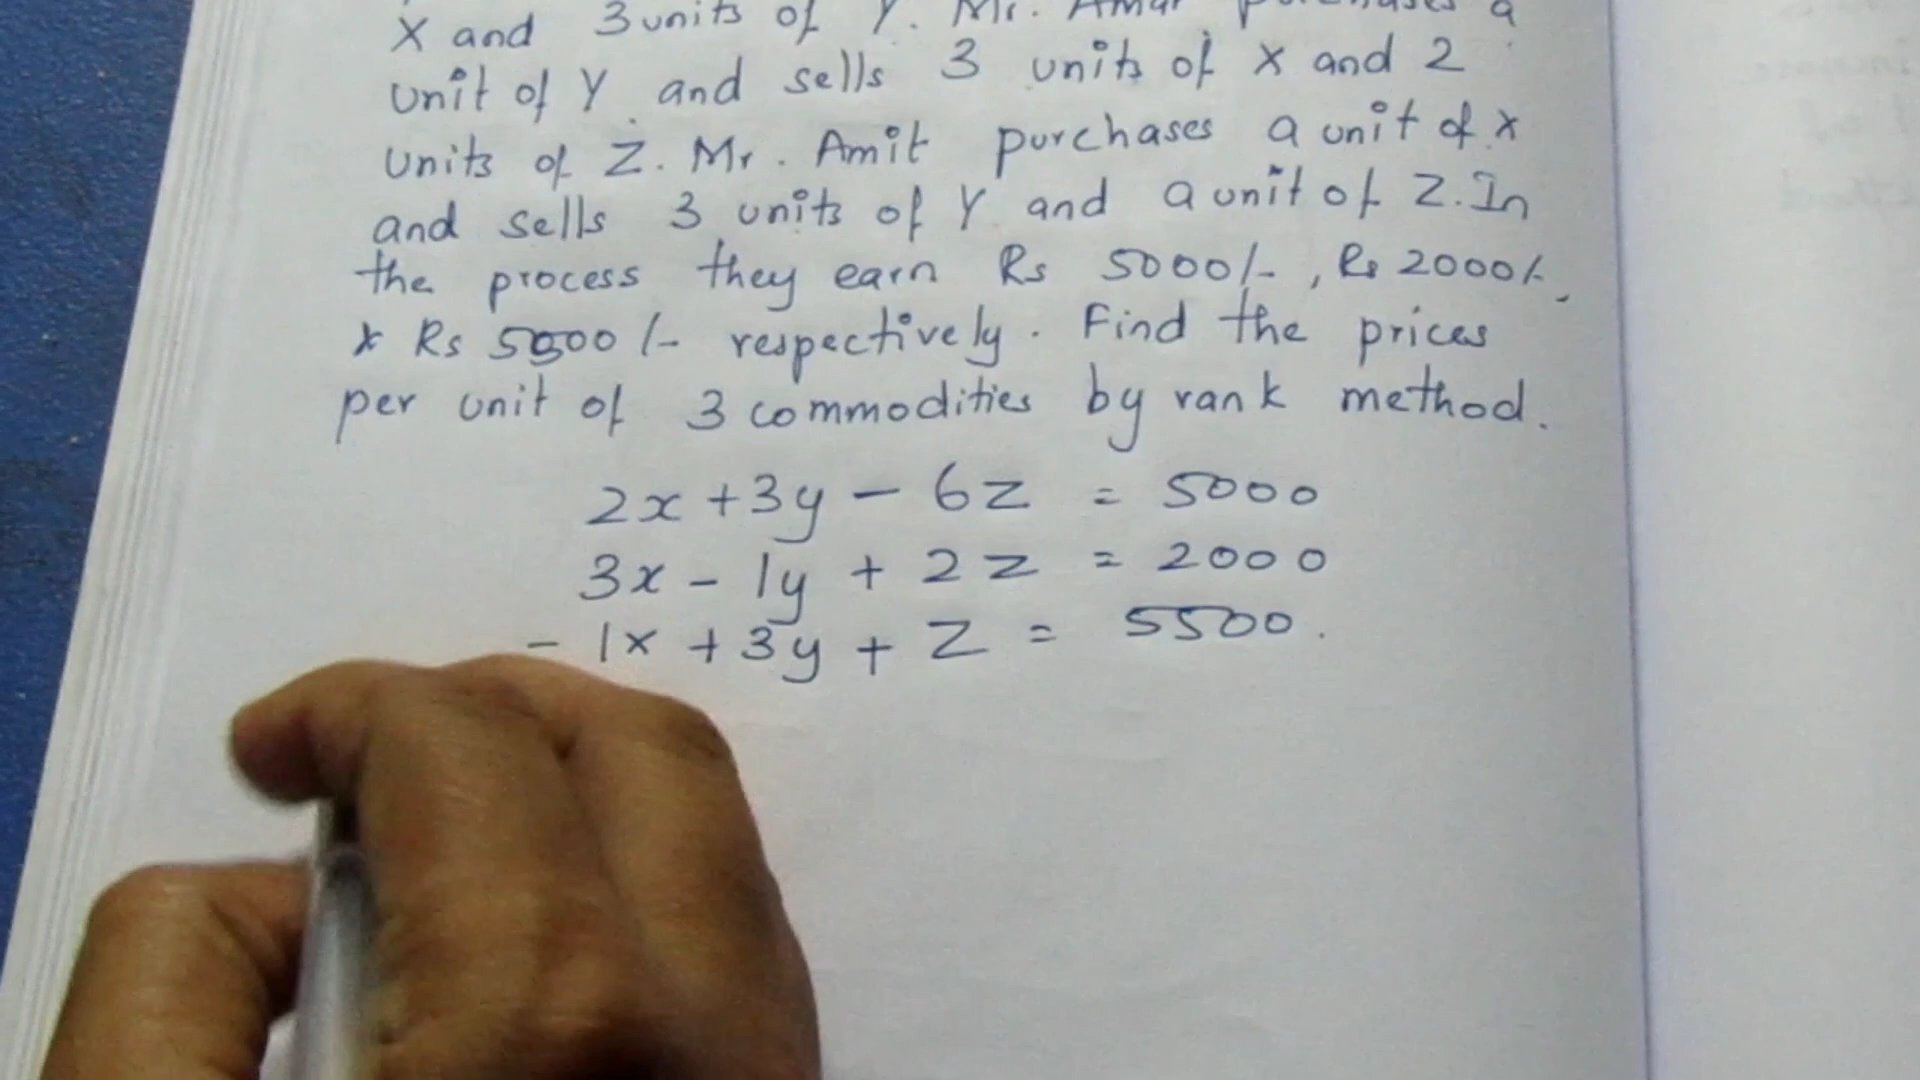 X and 3 units of Y. Mr. Amar purchases a
unit of Y and sells 3 units of X and 2
units of Z. Mr. Amit purchases a unit of X
and sells 3 units of Y and a unit of Z. In
the process they earn Rs 5000/-, Rs 2000/-,
& Rs 5500/- respectively. Find the prices
per unit of 3 commodities by rank method.
2x + 3y - 6z = 5000
3x - 1y + 2z = 2000
- 1x + 3y + z = 5500.